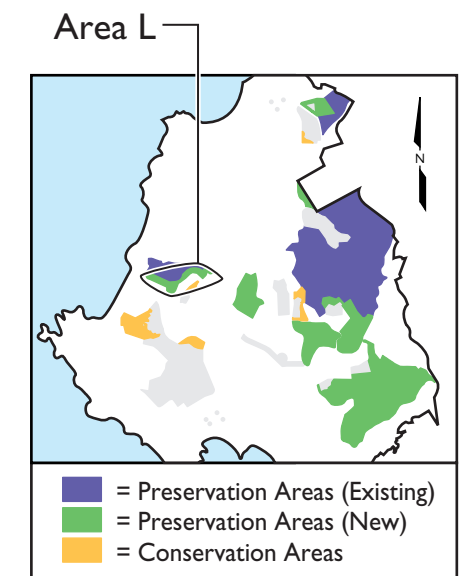 Area L
N
= Preservation Areas (Existing)
= Preservation Areas (New)
= Conservation Areas